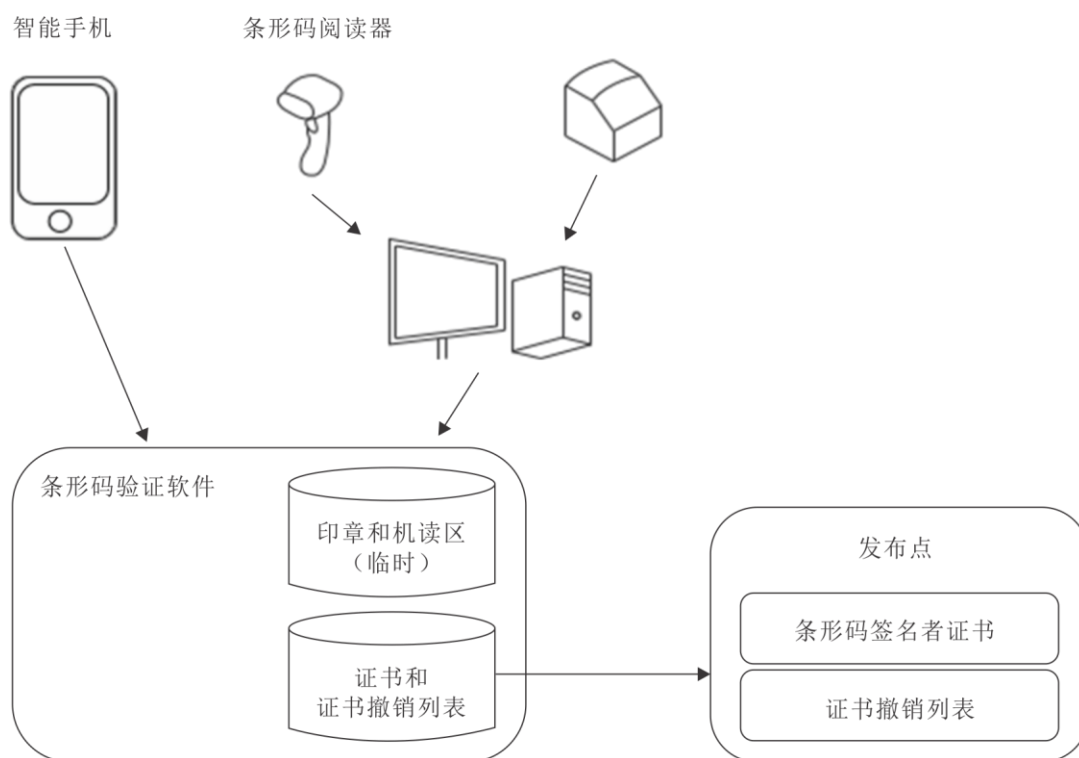 智能手机
条形码阅读器
条形码验证软件
印章和机读区
（临时）
证书和
证书撤销列表
发布点
条形码签名者证书
证书撤销列表